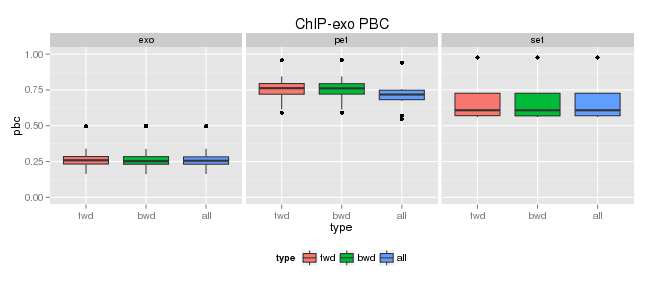 ChIP-exo PBC
exo pet set
pbc
1.00
0.75
0.50
0.25
0.00
fwd bwd all fwd bwd all fwd bwd all
type
type fwd bwd all